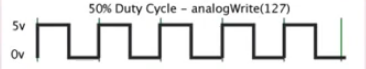 50% Duty Cycle – analogWrite(127)
5v
0v